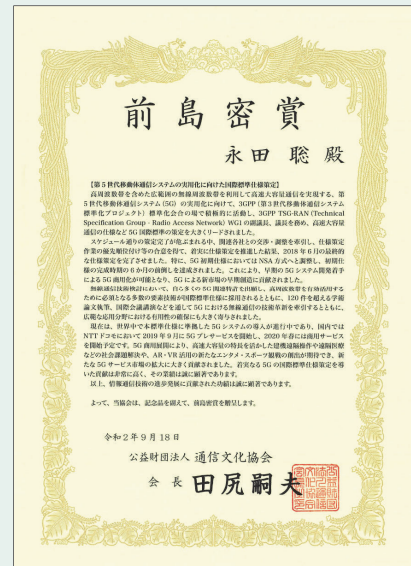 前島密賞
永田聡殿
【第5世代移動体通信システムの実用化に向けた国際標準仕様策定】
高周波数帯を含めた広範囲の無線周波数帯を利用して高速大容量通信を実現する、第
5世代移動体通信システム(5G)の実用化に向けて、3GPP(第3世代通信システム
標準化プロジェクト)標準化会合の場で積極的に活動し、3GPP TSG-RAN (Technical
Specification Group - Radio Access Network) WGの副議長、議長を務め、高速大容量
通信の仕様など5G国際標準の策定を大きくリードされました。
スケジュール通りの策定完了が危ぶまれる中、関連各社との交渉・調整を牽引し、仕様策定
作業の優先順位付け等の合意を得て、着実に仕様策定を推進した結果、2018年6月の最終的
な仕様策定を完了させました。特に、5G初期仕様においてはNSA方式へと調整し、初期仕
様の完成時期の6か月の前倒しを達成されました。これにより、早期の5Gシステム開発着手
による5G商用化が可能となり、5Gによる新市場の早期創造に貢献されました。
無線通信技術検討において、自ら多くの5G関連特許を出願し、高周波数帯を有効活用する
ために必須となる多数の要素技術が国際標準仕様に採用されるとともに、120件を超える学術
論文執筆、国際会議講演などを通して5Gにおける無線通信の技術革新を牽引するとともに、
広範な応用分野における有用性の確保にも大きく寄与されました。
現在は、世界中で本標準仕様に準拠した5Gシステムの導入が進行中であり、国内では
NTTドコモにおいて2019年9月に5Gプレサービスを開始し、2020年春には商用サービス
を開始予定です。5G商用展開により、高速大容量の特長を活かした建機遠隔操作や遠隔医療
などの社会課題解決や、AR・VR活用の新たなエンタメ・スポーツ観戦の創出が期待でき、新
たな5Gサービス市場の拡大に大きく貢献されました。着実なる5Gの国際標準仕様策定を導
いた貢献は非常に高く、その業績は誠に顕著であります。
以上、情報通信技術の進歩発展に貢献された功績は誠に顕著であります。
よって、当協会は、記念品を副えて、前島密賞を贈呈します。
令和2年9月18日
公益財団法人 通信文化協会
会長 田尻嗣夫